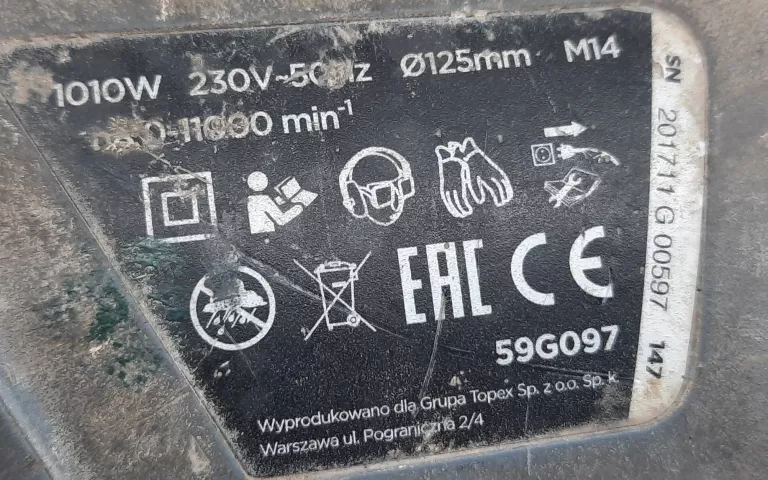 1010W 230V~50Hz Ø125mm M14
min⁻¹
EAC CE
59G097
Wyprodukowano dla Grupa Topex Sp. z o.o. Sp. k.
Warszawa ul. Pograniczna 2/4
SN 201711 G 00597 147